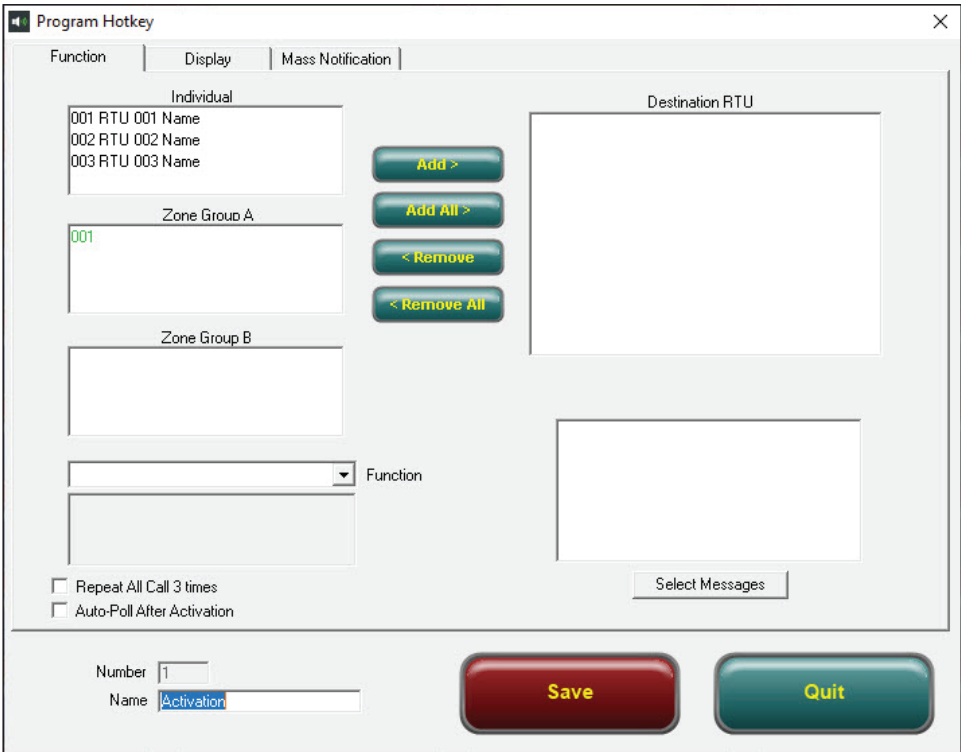 Program Hotkey
Function
Display
Mass Notification
Individual
001 RTU 001 Name
002 RTU 002 Name
003 RTU 003 Name
Zone Group A
001
Zone Group B
Add >
Add All >
< Remove
< Remove All
Destination RTU
Function
Repeat All Call 3 times
Auto-Poll After Activation
Select Messages
Number 1
Name Activation
Save
Quit